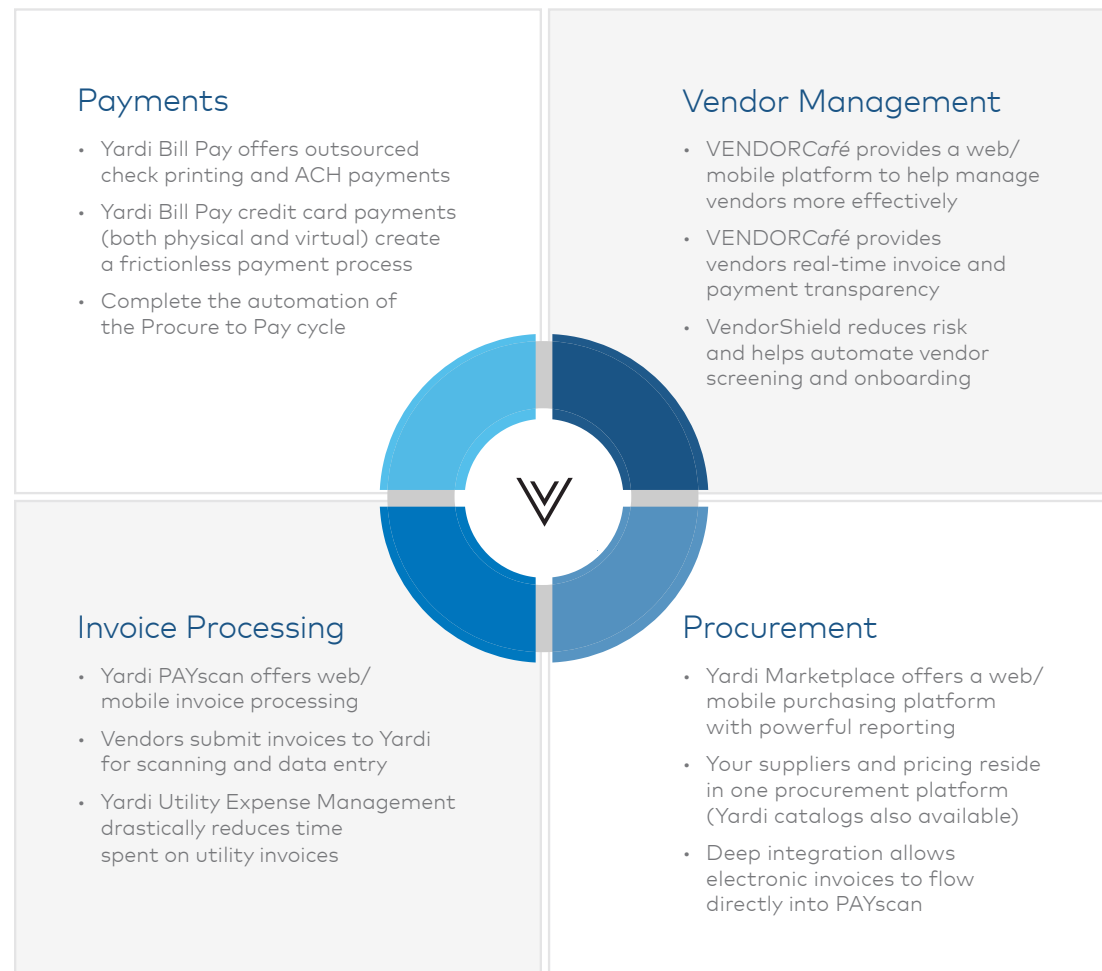 Payments
• Yardi Bill Pay offers outsourced
check printing and ACH payments
• Yardi Bill Pay credit card payments
(both physical and virtual) create
a frictionless payment process
• Complete the automation of
the Procure to Pay cycle
Vendor Management
• VENDORCafé provides a web/
mobile platform to help manage
vendors more effectively
• VENDORCafé provides
vendors real-time invoice and
payment transparency
• VendorShield reduces risk
and helps automate vendor
screening and onboarding
Invoice Processing
• Yardi PAYscan offers web/
mobile invoice processing
• Vendors submit invoices to Yardi
for scanning and data entry
• Yardi Utility Expense Management
drastically reduces time
spent on utility invoices
Procurement
• Yardi Marketplace offers a web/
mobile purchasing platform
with powerful reporting
• Your suppliers and pricing reside
in one procurement platform
(Yardi catalogs also available)
• Deep integration allows
electronic invoices to flow
directly into PAYscan